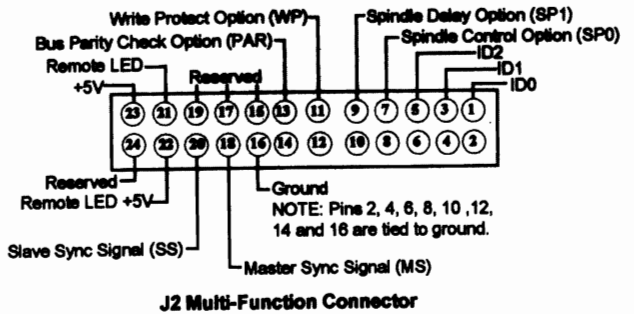 Write Protect Option (WP)
Spindle Delay Option (SP1)
Bus Parity Check Option (PAR)
Spindle Control Option (SP0)
Remote LED
Reserved
ID2
ID1
+5V
ID0
23 21 19 17 15 13 11 9 7 5 3 1
24 22 20 18 16 14 12 10 8 6 4 2
Reserved
Ground
Remote LED +5V
NOTE: Pins 2, 4, 6, 8, 10 ,12,
14 and 16 are tied to ground.
Slave Sync Signal (SS)
Master Sync Signal (MS)
J2 Multi-Function Connector